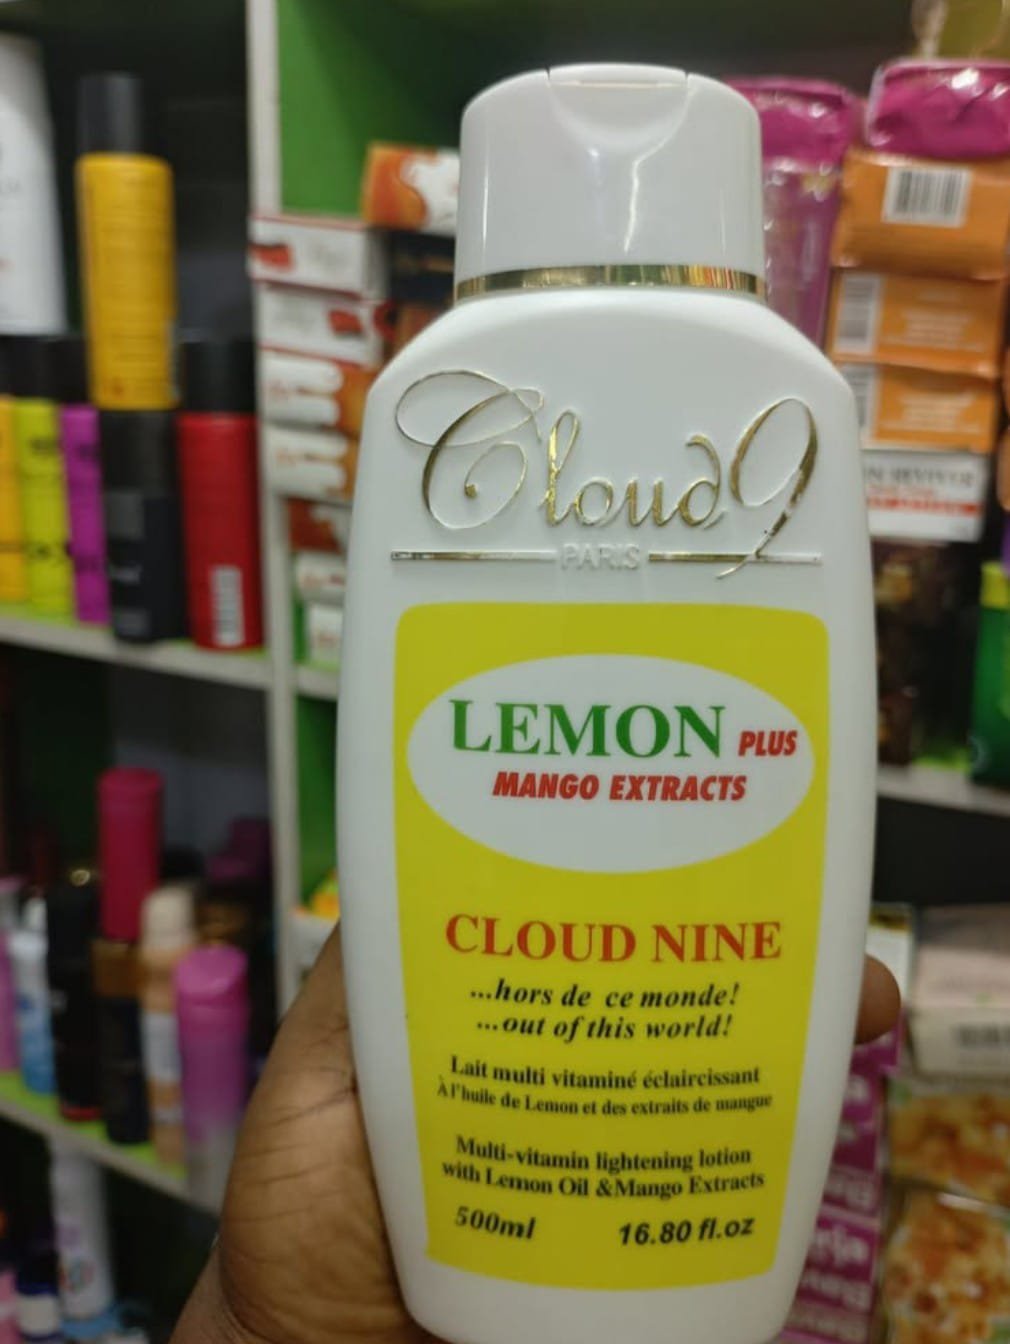 Cloud 9
PARIS
LEMON PLUS
MANGO EXTRACTS
CLOUD NINE
...hors de ce monde!
...out of this world!
Lait multi vitaminé éclaircissant
À l'huile de Lemon et des extraits de mangue
Multi-vitamin lightening lotion
with Lemon Oil &Mango Extracts
500ml 16.80 fl.oz